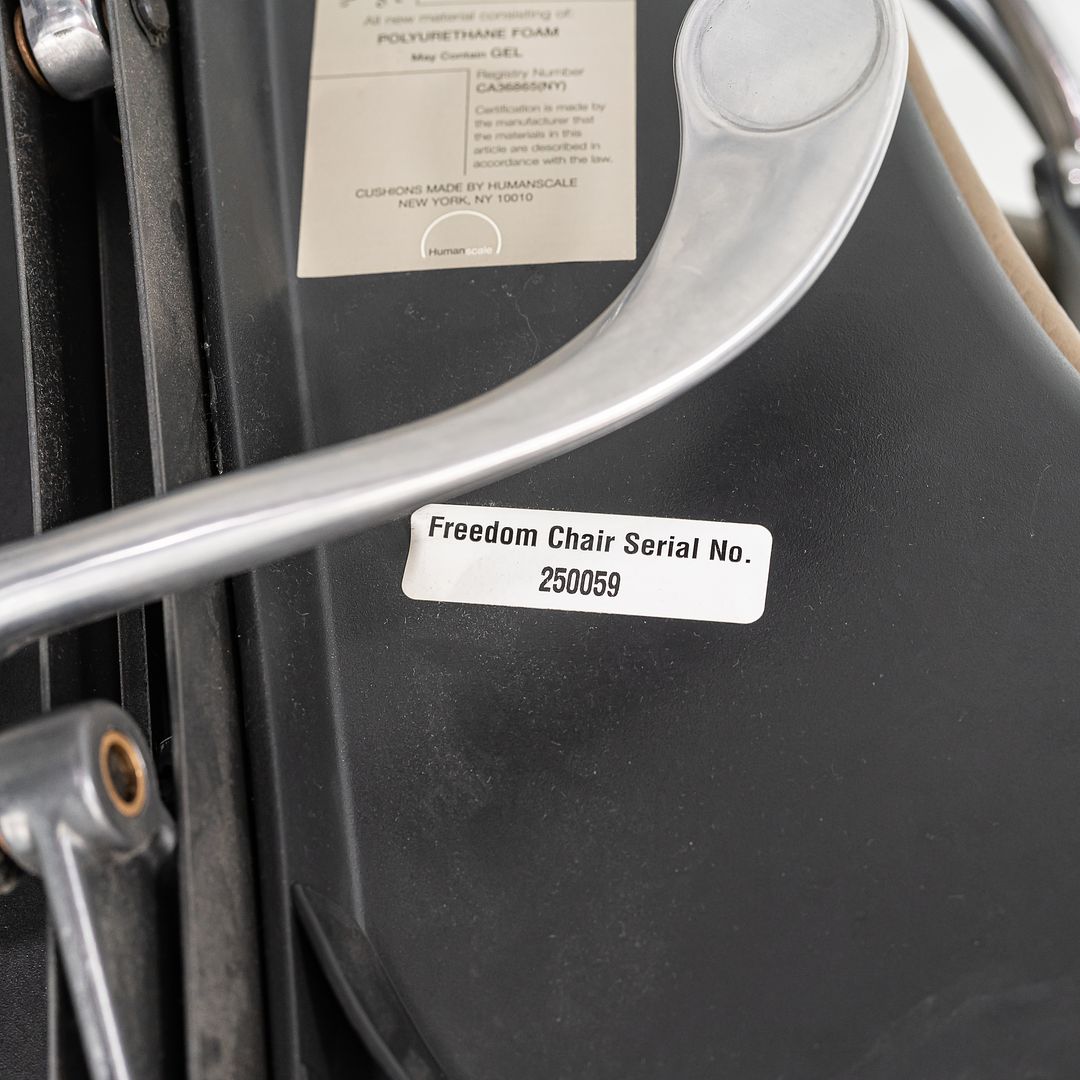 All new material consisting of:
POLYURETHANE FOAM
May Contain GEL
Registry Number
CA36865(NY)
Certification is made by
the manufacturer that
the materials in this
article are described in
accordance with the law.
CUSHIONS MADE BY HUMANSCALE
NEW YORK, NY 10010
Humanscale
Freedom Chair Serial No.
250059